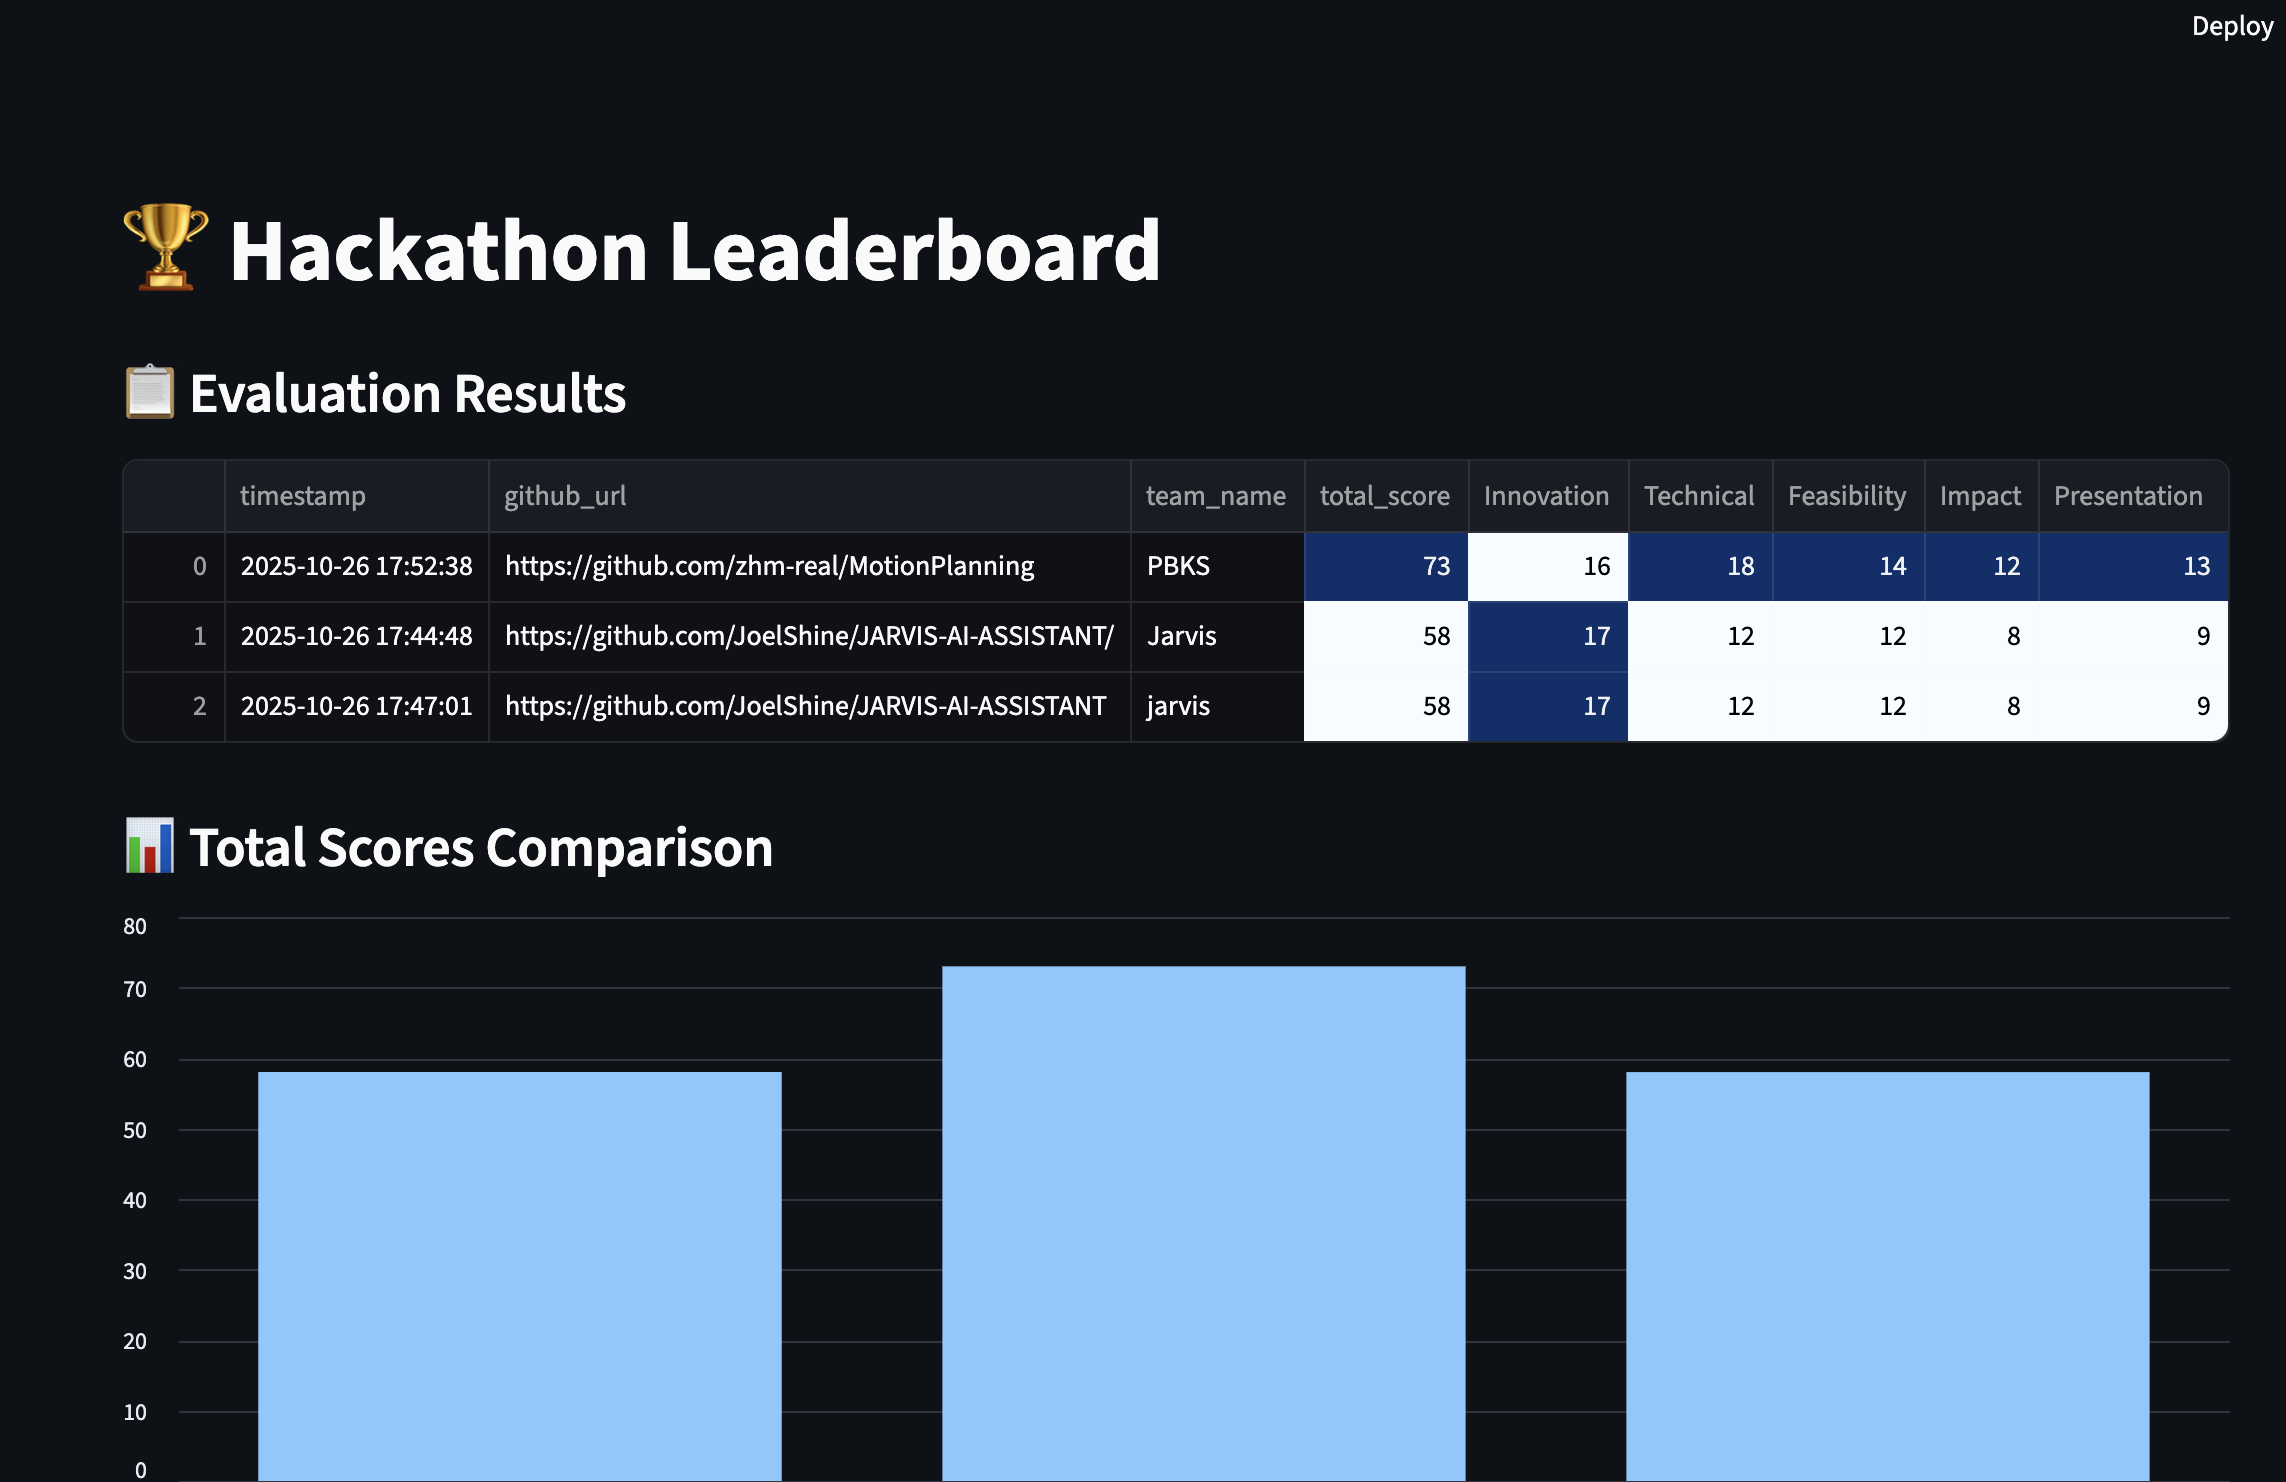 Deploy
🏆 Hackathon Leaderboard
📋 Evaluation Results
timestamp github_url team_name total_score Innovation Technical Feasibility Impact Presentation
0 2025-10-26 17:52:38 https://github.com/zhm-real/MotionPlanning PBKS 73 16 18 14 12 13
1 2025-10-26 17:44:48 https://github.com/JoelShine/JARVIS-AI-ASSISTANT/ Jarvis 58 17 12 12 8 9
2 2025-10-26 17:47:01 https://github.com/JoelShine/JARVIS-AI-ASSISTANT jarvis 58 17 12 12 8 9
📊 Total Scores Comparison
80
70
60
50
40
30
20
10
0